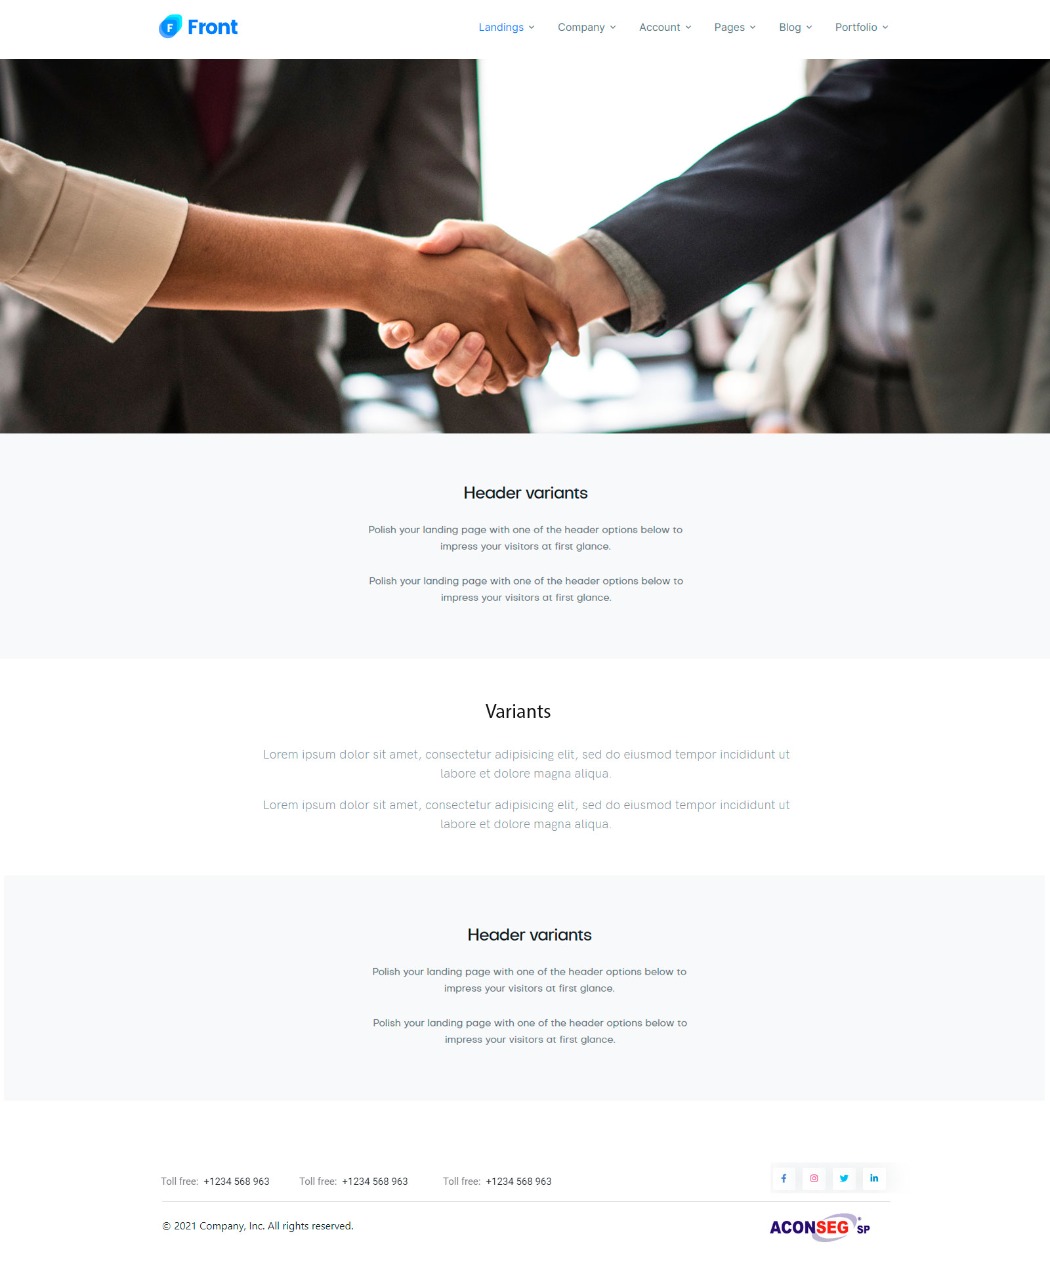 Front
Landings Company Account Pages Blog Portfolio
Header variants
Polish your landing page with one of the header options below to
impress your visitors at first glance.
Polish your landing page with one of the header options below to
impress your visitors at first glance.
Variants
Lorem ipsum dolor sit amet, consectetur adipisicing elit, sed do eiusmod tempor incididunt ut
labore et dolore magna aliqua.
Lorem ipsum dolor sit amet, consectetur adipisicing elit, sed do eiusmod tempor incididunt ut
labore et dolore magna aliqua.
Header variants
Polish your landing page with one of the header options below to
impress your visitors at first glance.
Polish your landing page with one of the header options below to
impress your visitors at first glance.
Toll free: +1234 568 963 Toll free: +1234 568 963 Toll free: +1234 568 963
© 2021 Company, Inc. All rights reserved.
ACONSEG SP